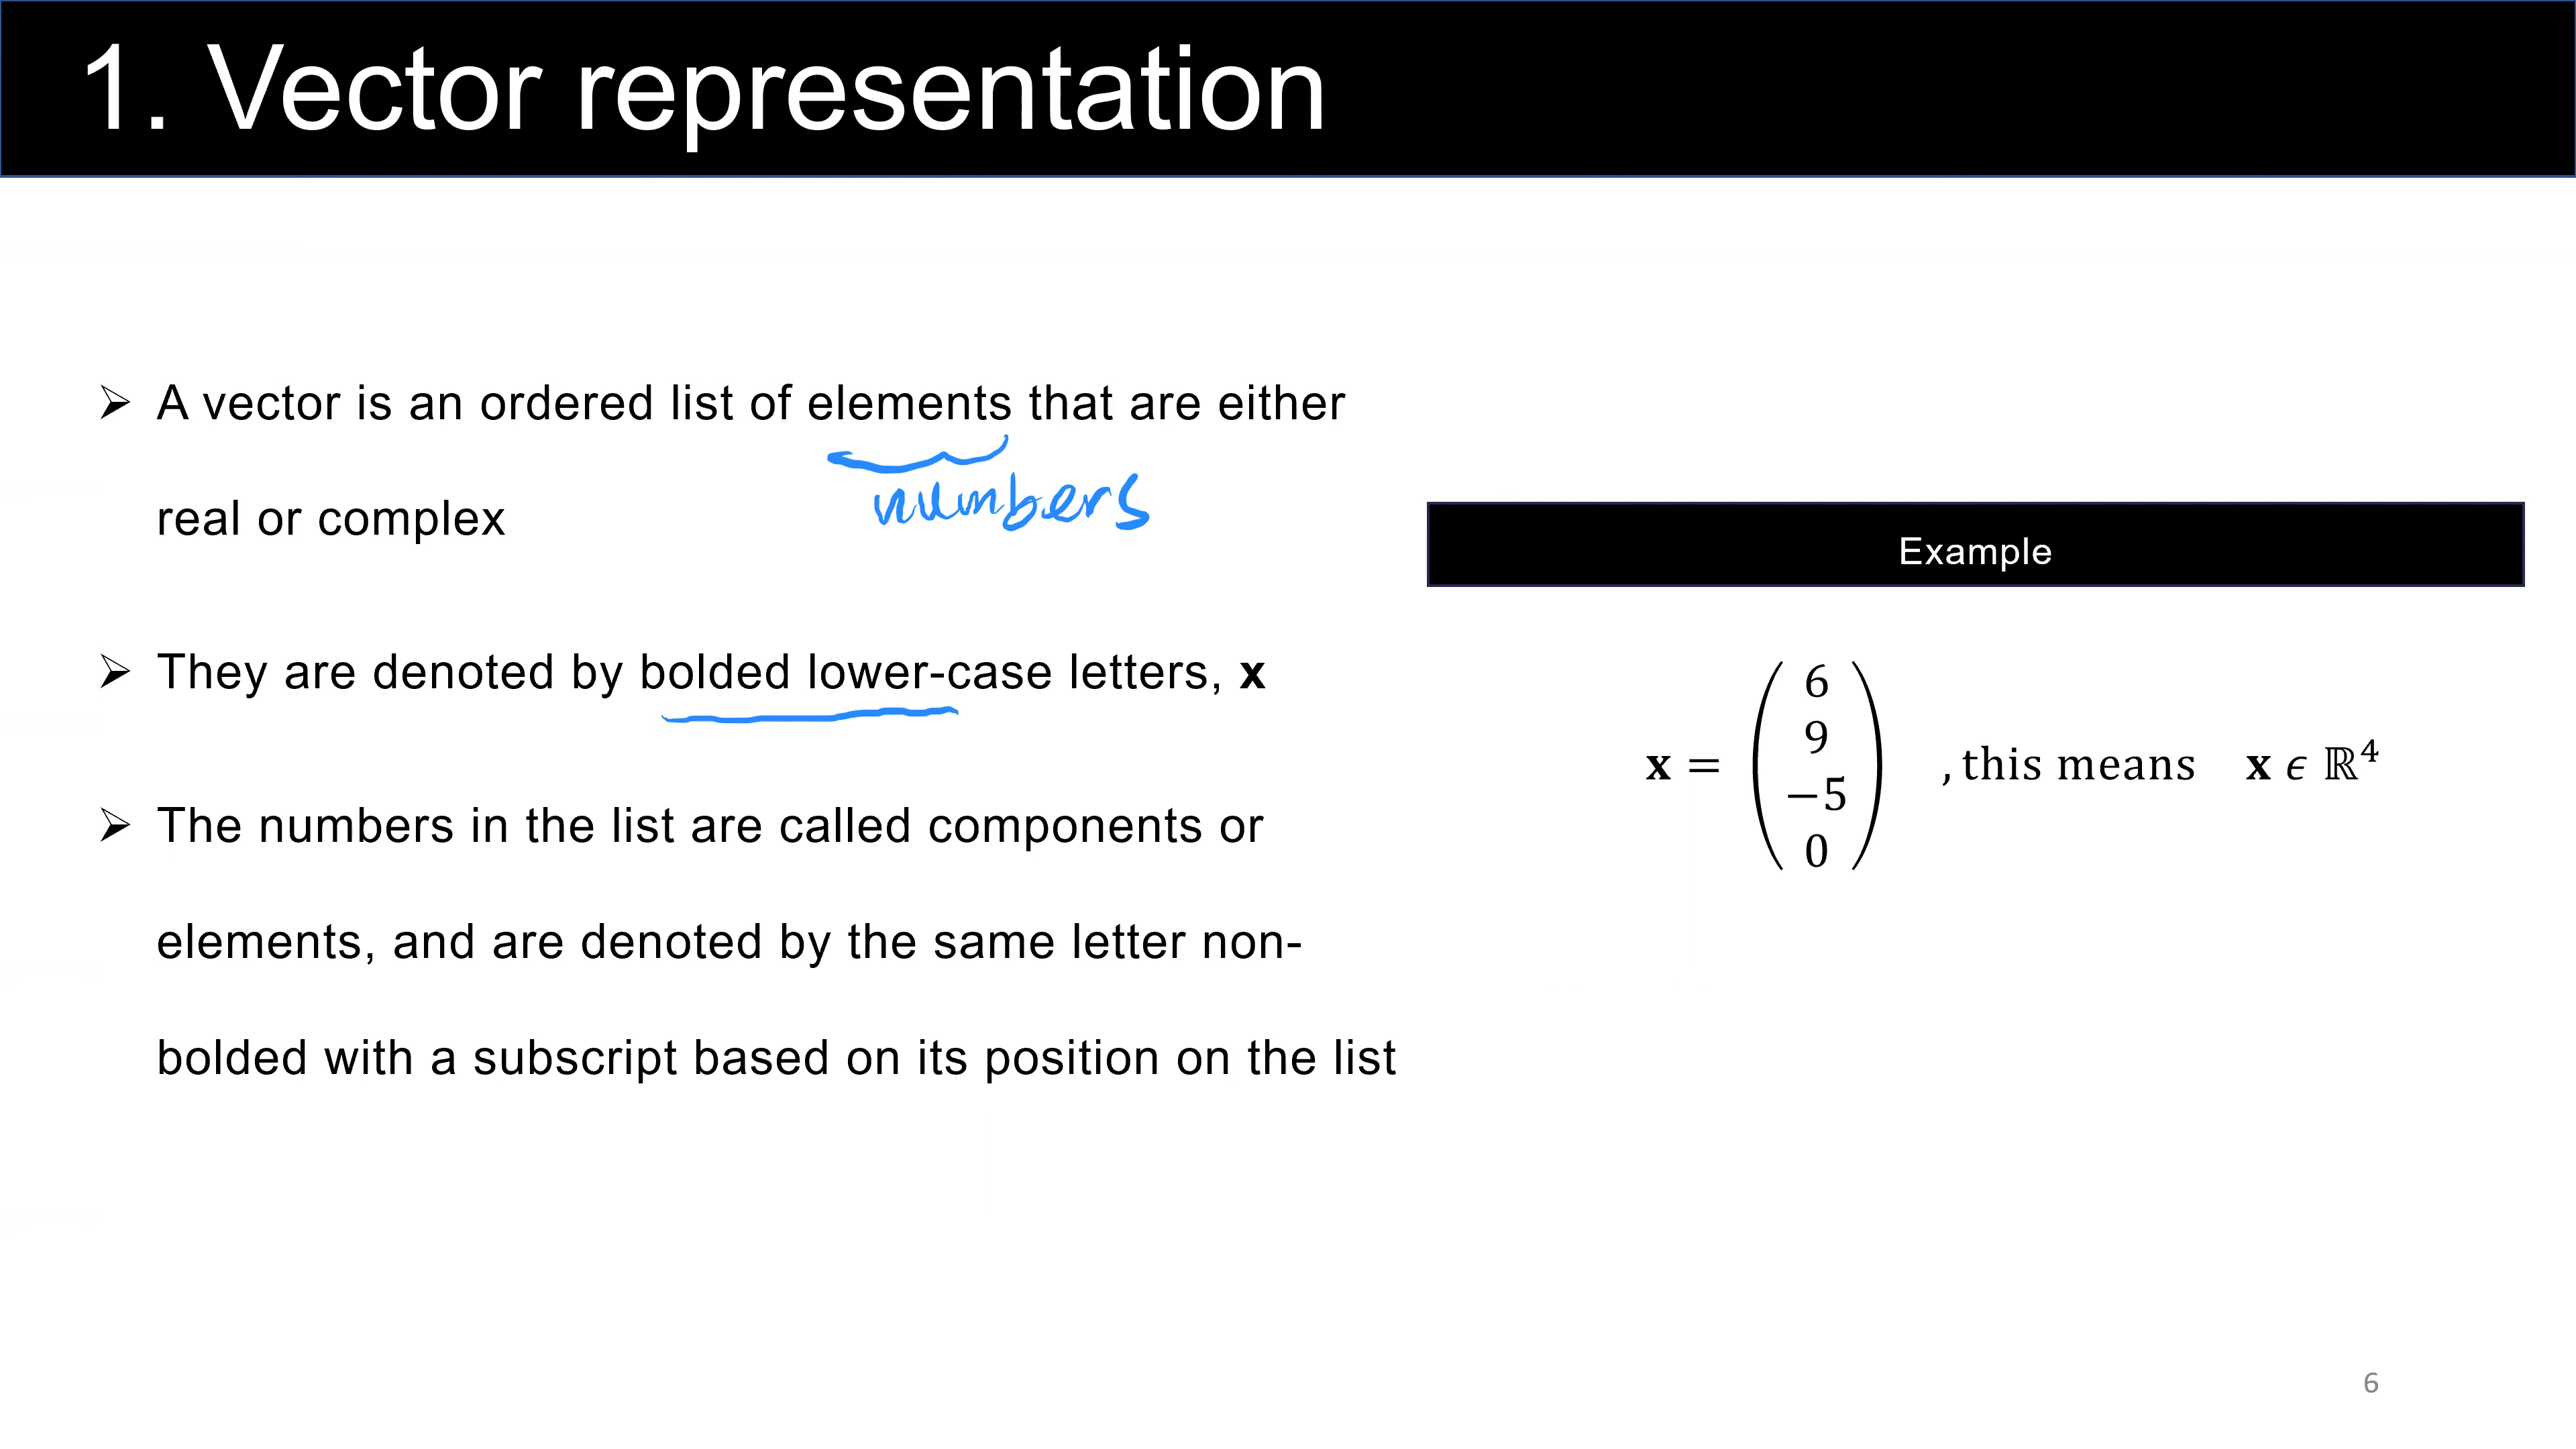 1. Vector representation
➢ A vector is an ordered list of elements that are either
numbers
real or complex
➢ They are denoted by bolded lower-case letters, x
➢ The numbers in the list are called components or
elements, and are denoted by the same letter non-
bolded with a subscript based on its position on the list
Example
6
9
x = −5 , this means x ϵ ℝ⁴
0
6